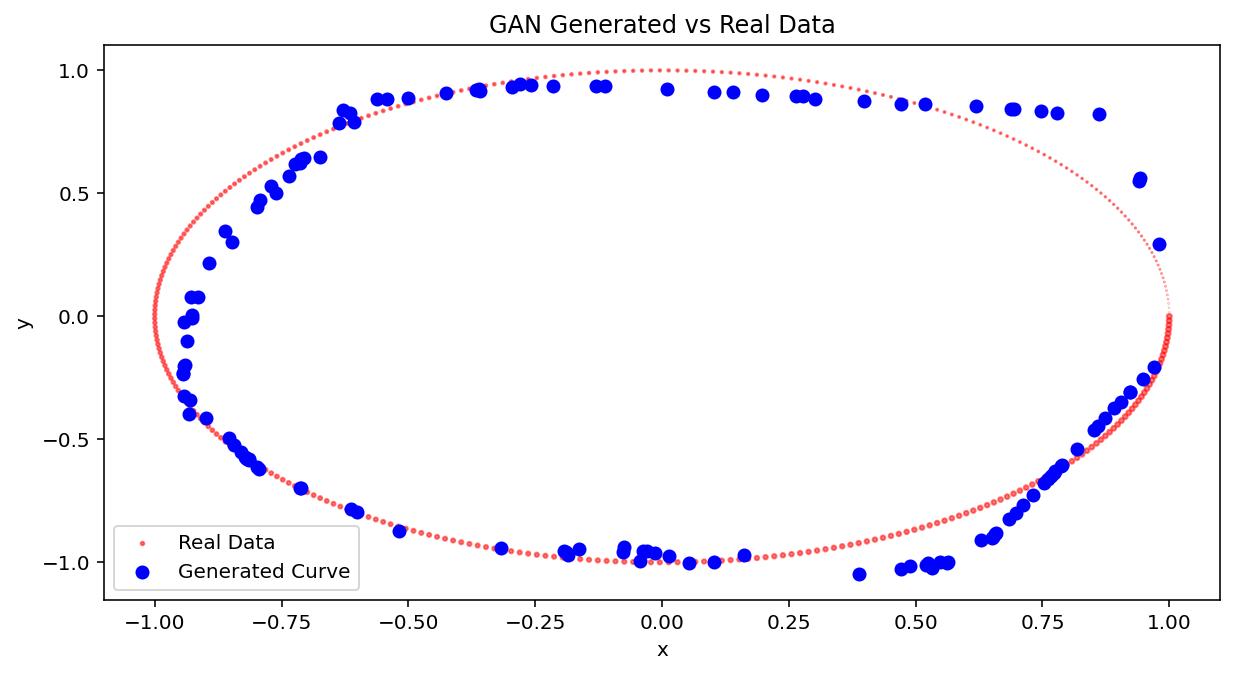 GAN Generated vs Real Data
1.0
0.5
0.0
−0.5
−1.0
y
Real Data
Generated Curve
−1.00 −0.75 −0.50 −0.25 0.00 0.25 0.50 0.75 1.00
x